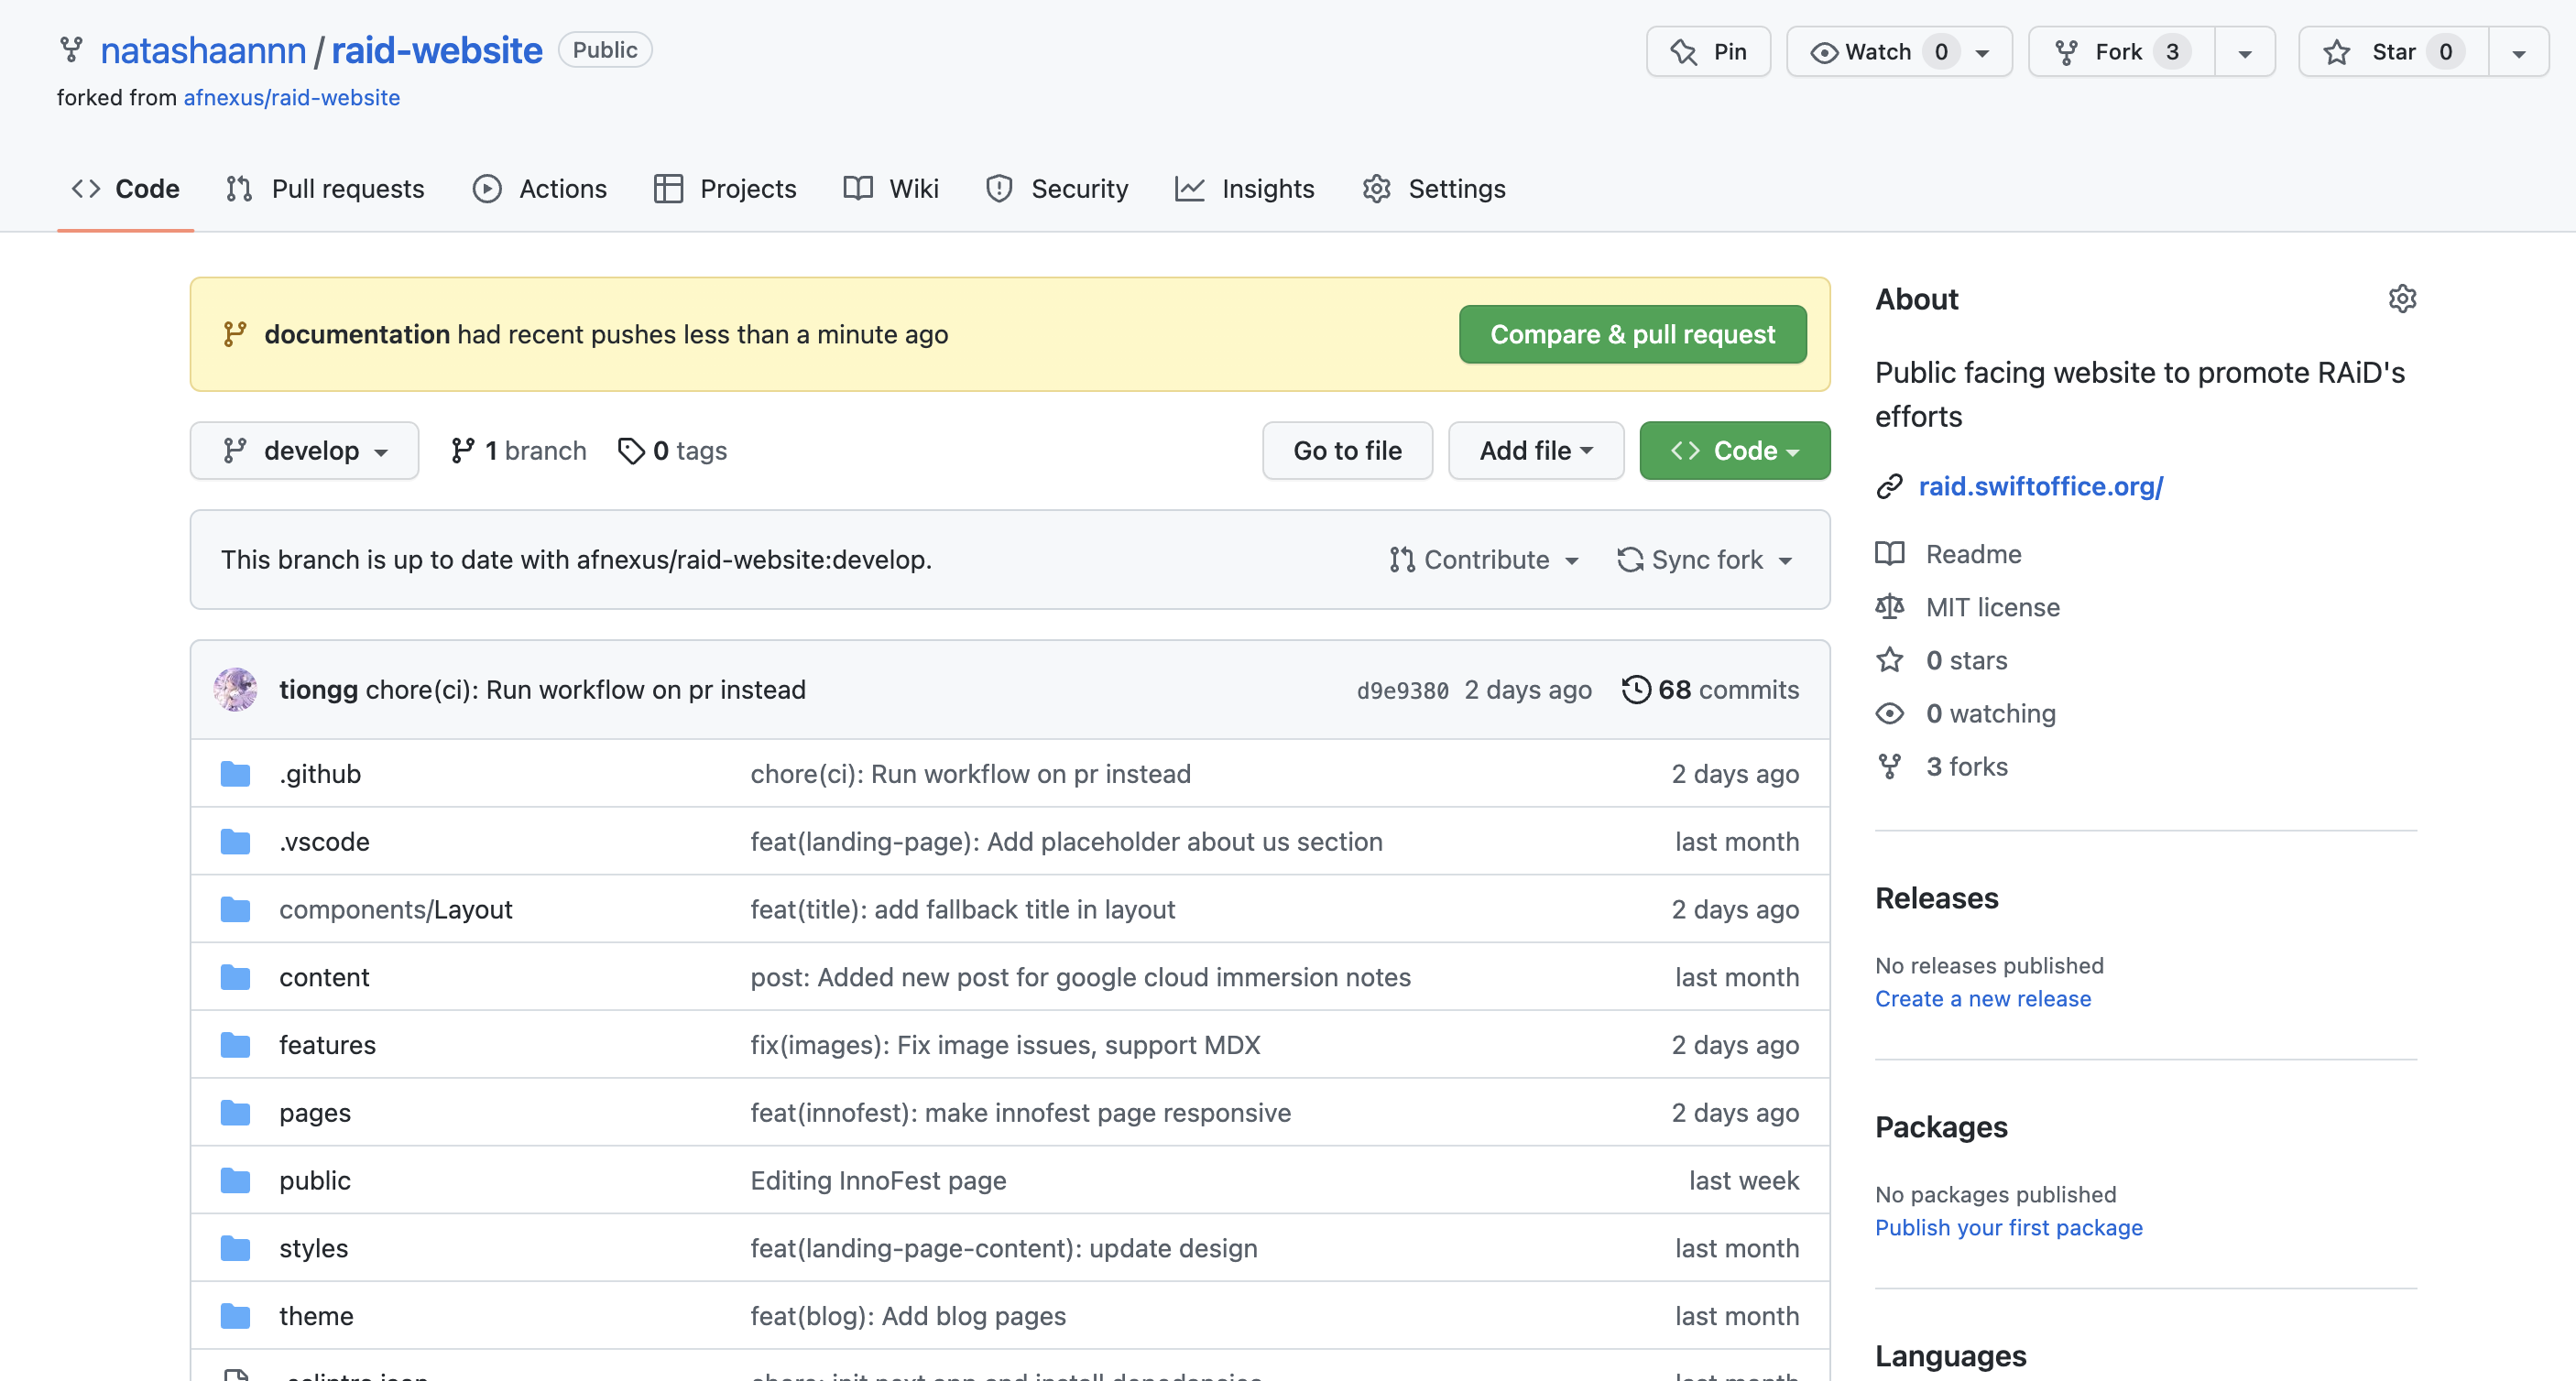 natashaannn / raid-website Public
Pin Watch 0 Fork 3 Star 0
forked from afnexus/raid-website
Code Pull requests Actions Projects Wiki Security Insights Settings
documentation had recent pushes less than a minute ago Compare & pull request
develop 1 branch 0 tags Go to file Add file Code
This branch is up to date with afnexus/raid-website:develop. Contribute Sync fork
tiongg chore(ci): Run workflow on pr instead d9e9380 2 days ago 68 commits
.github chore(ci): Run workflow on pr instead 2 days ago
.vscode feat(landing-page): Add placeholder about us section last month
components/Layout feat(title): add fallback title in layout 2 days ago
content post: Added new post for google cloud immersion notes last month
features fix(images): Fix image issues, support MDX 2 days ago
pages feat(innofest): make innofest page responsive 2 days ago
public Editing InnoFest page last week
styles feat(landing-page-content): update design last month
theme feat(blog): Add blog pages last month
About
Public facing website to promote RAiD's
efforts
raid.swiftoffice.org/
Readme
MIT license
0 stars
0 watching
3 forks
Releases
No releases published
Create a new release
Packages
No packages published
Publish your first package
Languages